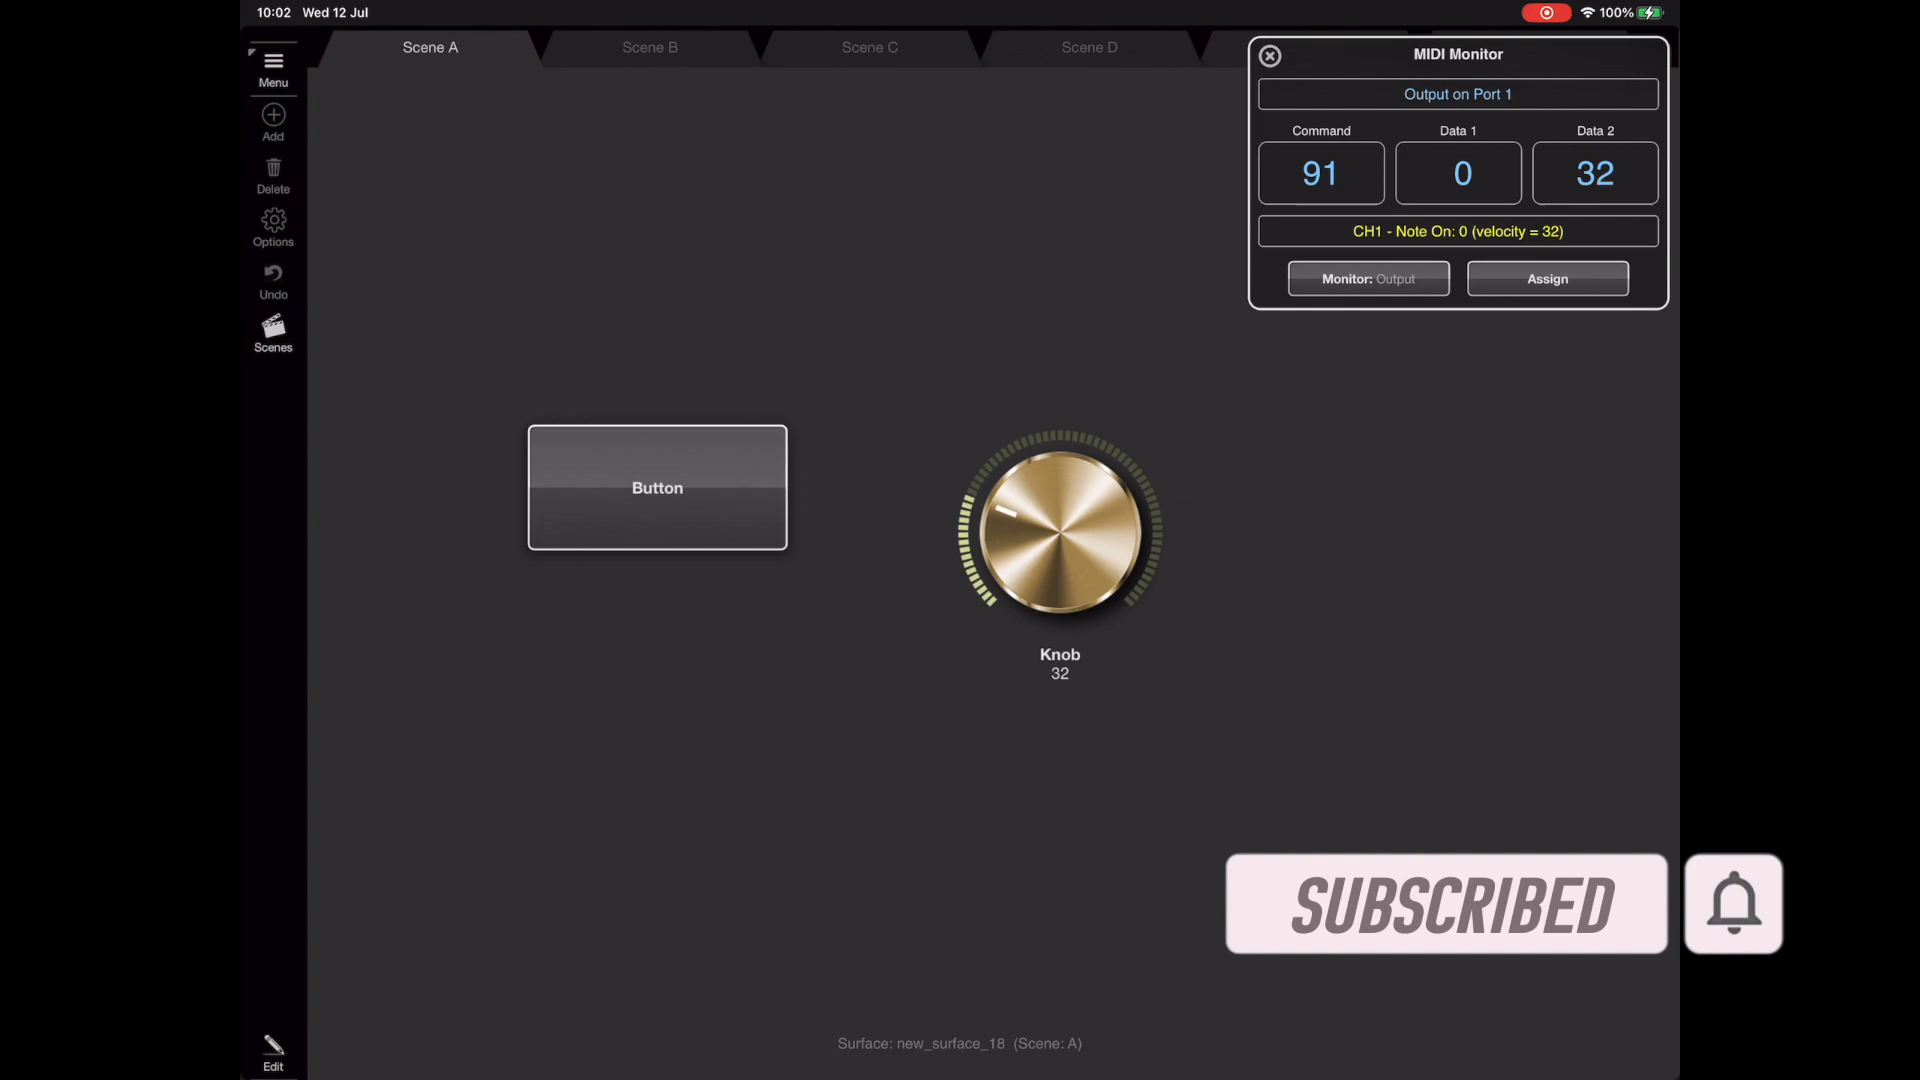 10:02 Wed 12 Jul
100%
Scene A
Scene B
Scene C
Scene D
Menu
Add
Delete
Options
Undo
Scenes
MIDI Monitor
Output on Port 1
Command
Data 1
Data 2
91
0
32
CH1 - Note On: 0 (velocity = 32)
Monitor: Output
Assign
Button
Knob
32
SUBSCRIBED
Surface: new_surface_18 (Scene: A)
Edit